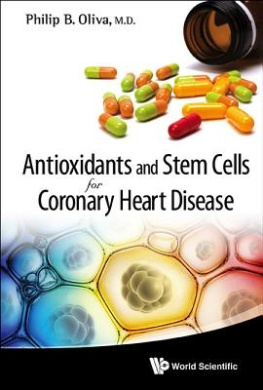 Philip B. Oliva, M.D.
Antioxidants and Stem Cells
for
Coronary Heart Disease
World Scientific